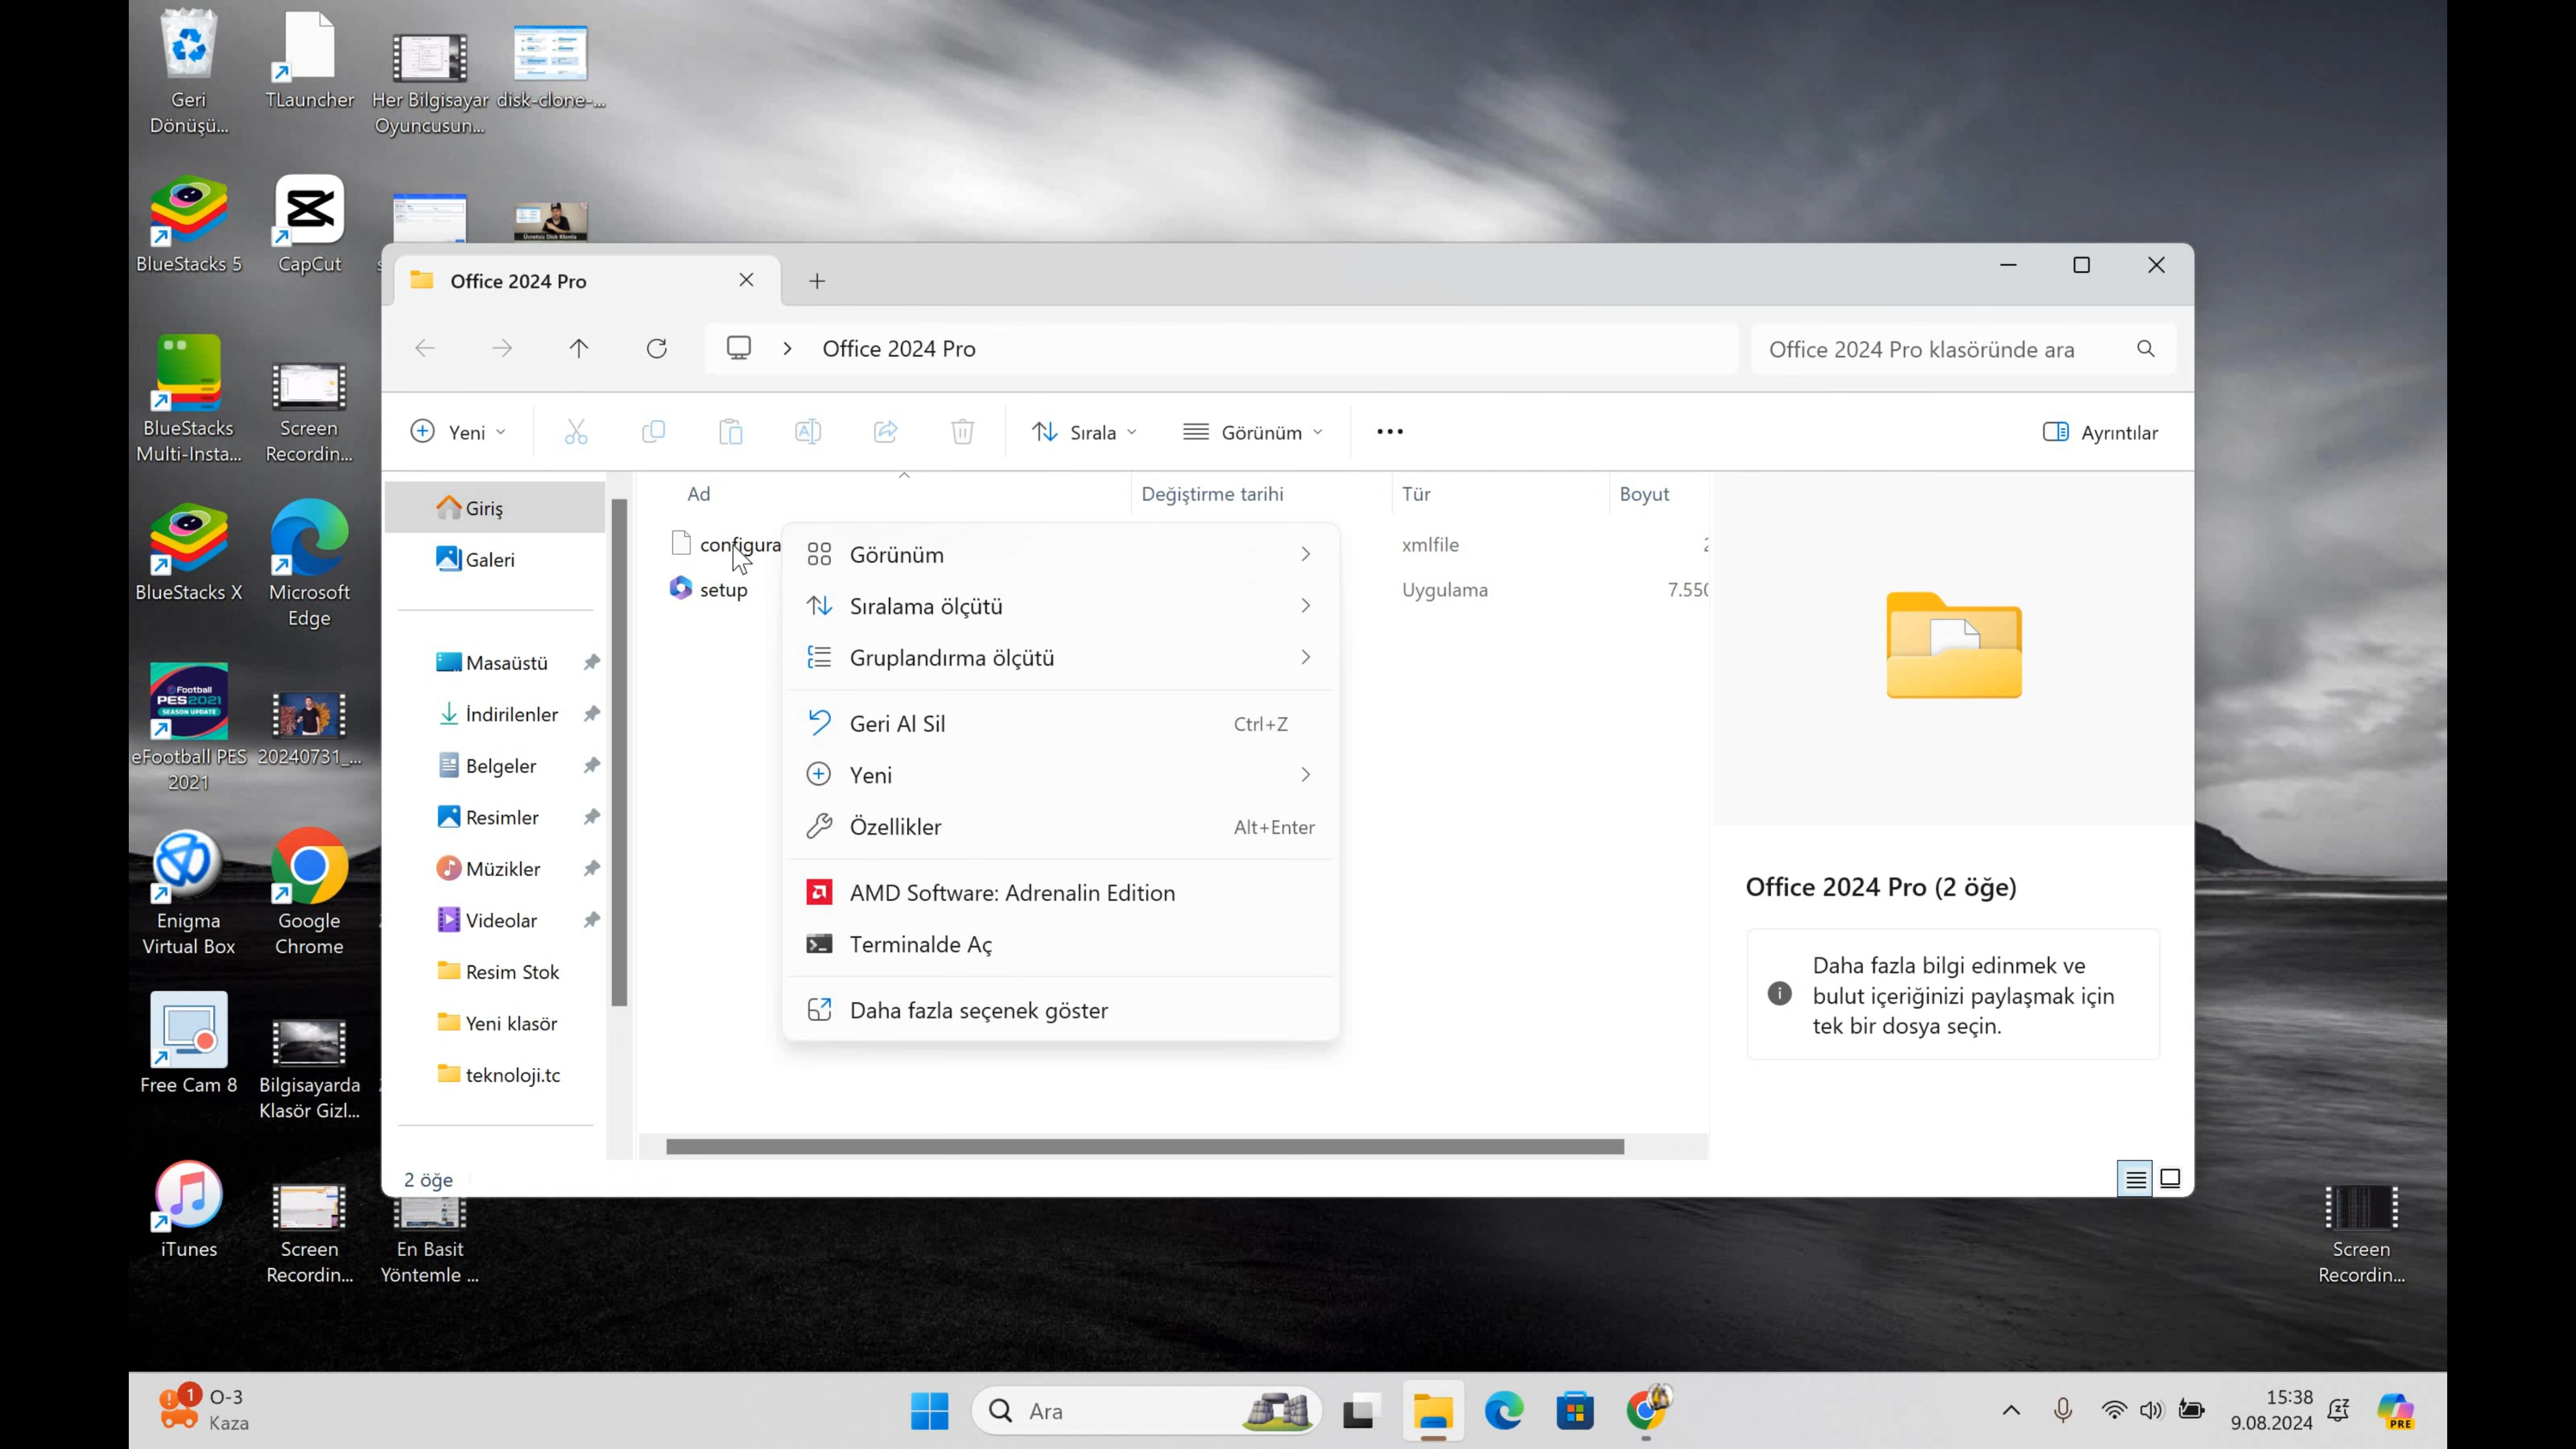 Geri
Dönüşü...
TLauncher
Her Bilgisayar
Oyuncusun...
disk-clone-...
BlueStacks 5
CapCut
BlueStacks
Multi-Insta...
Screen
Recordin...
BlueStacks X
Microsoft
Edge
eFootball PES
2021
20240731_...
Enigma
Virtual Box
Google
Chrome
Free Cam 8
Bilgisayarda
Klasör Gizl...
iTunes
Screen
Recordin...
En Basit
Yöntemle ...
Screen
Recordin...
Office 2024 Pro
Office 2024 Pro
Office 2024 Pro klasöründe ara
Yeni
Sırala
Görünüm
Ayrıntılar
Giriş
Galeri
Masaüstü
İndirilenler
Belgeler
Resimler
Müzikler
Videolar
Resim Stok
Yeni klasör
teknoloji.tc
Ad
Değiştirme tarihi
Tür
Boyut
configura
xmlfile
setup
Uygulama
7.550
Görünüm
Sıralama ölçütü
Gruplandırma ölçütü
Geri Al Sil
Ctrl+Z
Yeni
Özellikler
Alt+Enter
AMD Software: Adrenalin Edition
Terminalde Aç
Daha fazla seçenek göster
Office 2024 Pro (2 öğe)
Daha fazla bilgi edinmek ve
bulut içeriğinizi paylaşmak için
tek bir dosya seçin.
2 öğe
1
O-3
Kaza
Ara
15:38
9.08.2024
PRE